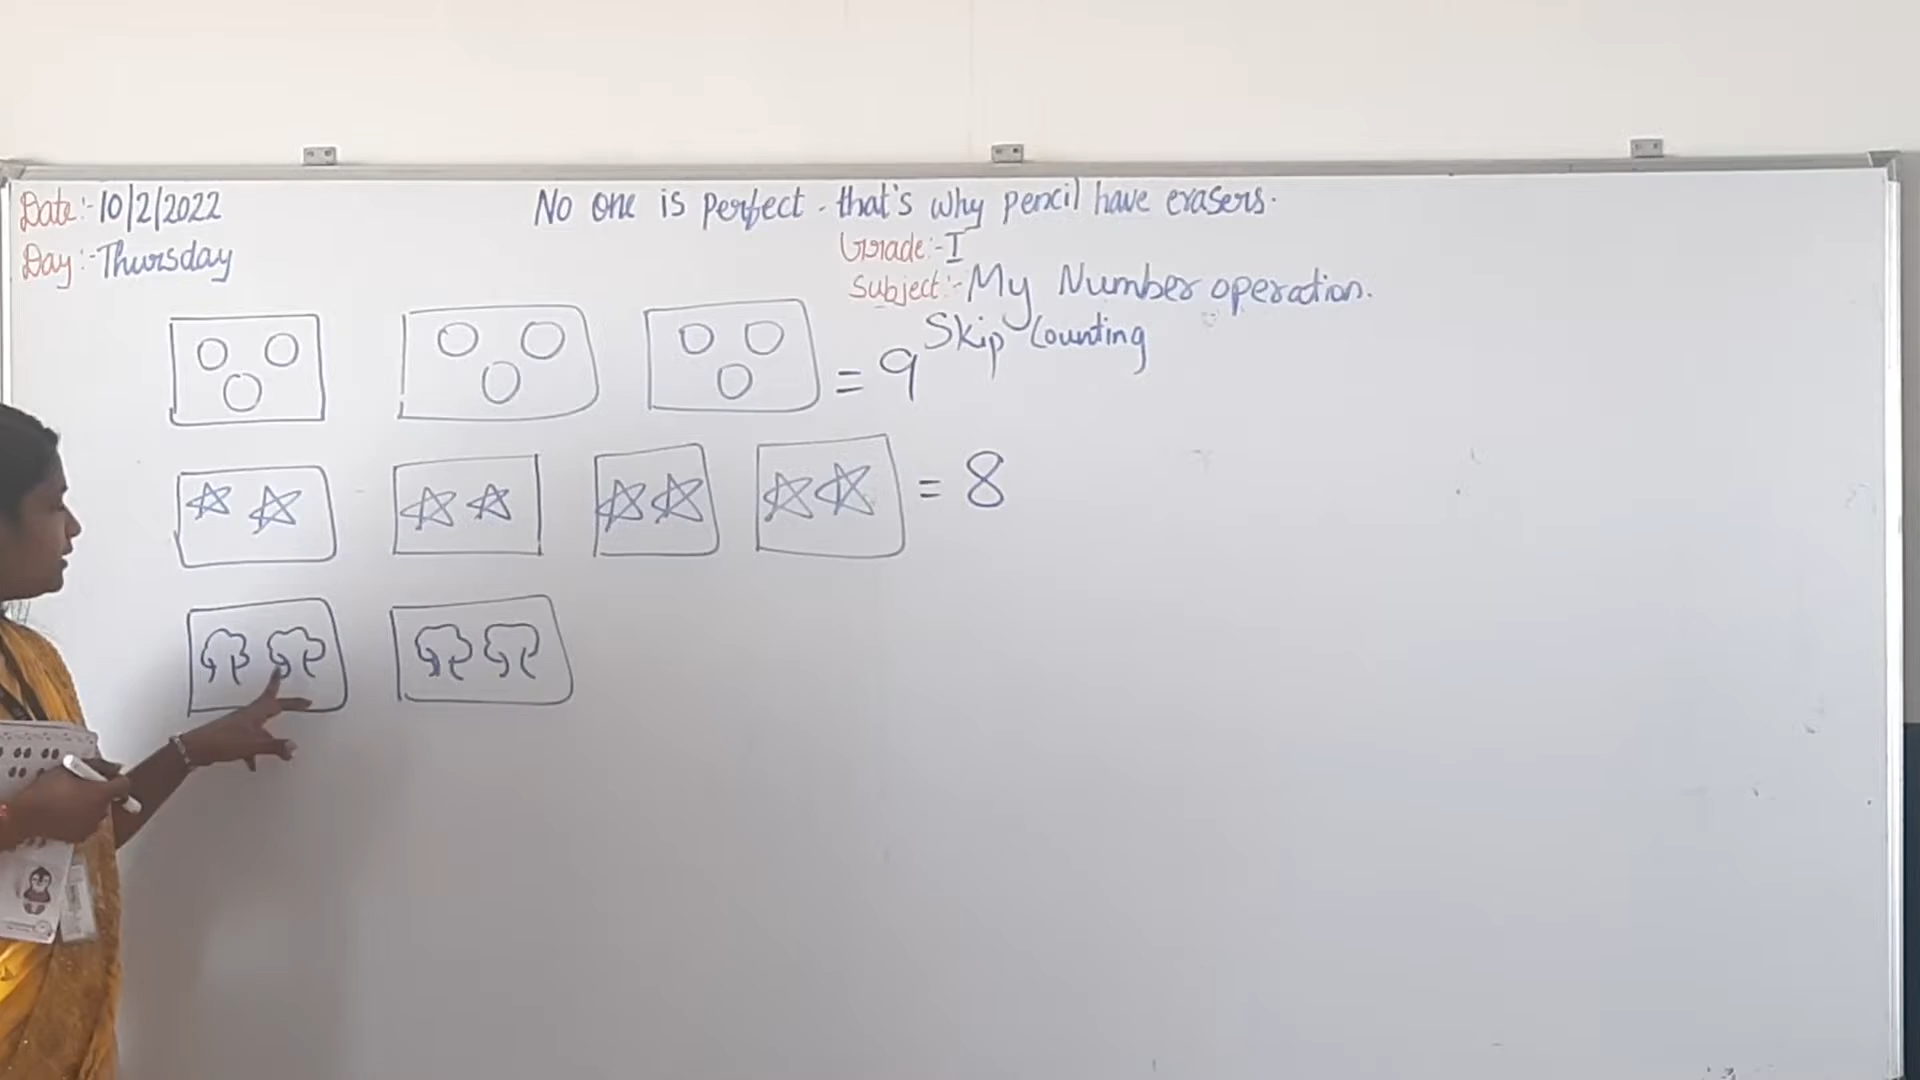 Date:- 10/2/2022
No one is perfect - that's why pencil have erasers.
Day:- Thursday
Grade:- I
Subject:- My Number operation.
Skip Counting
= 9
= 8